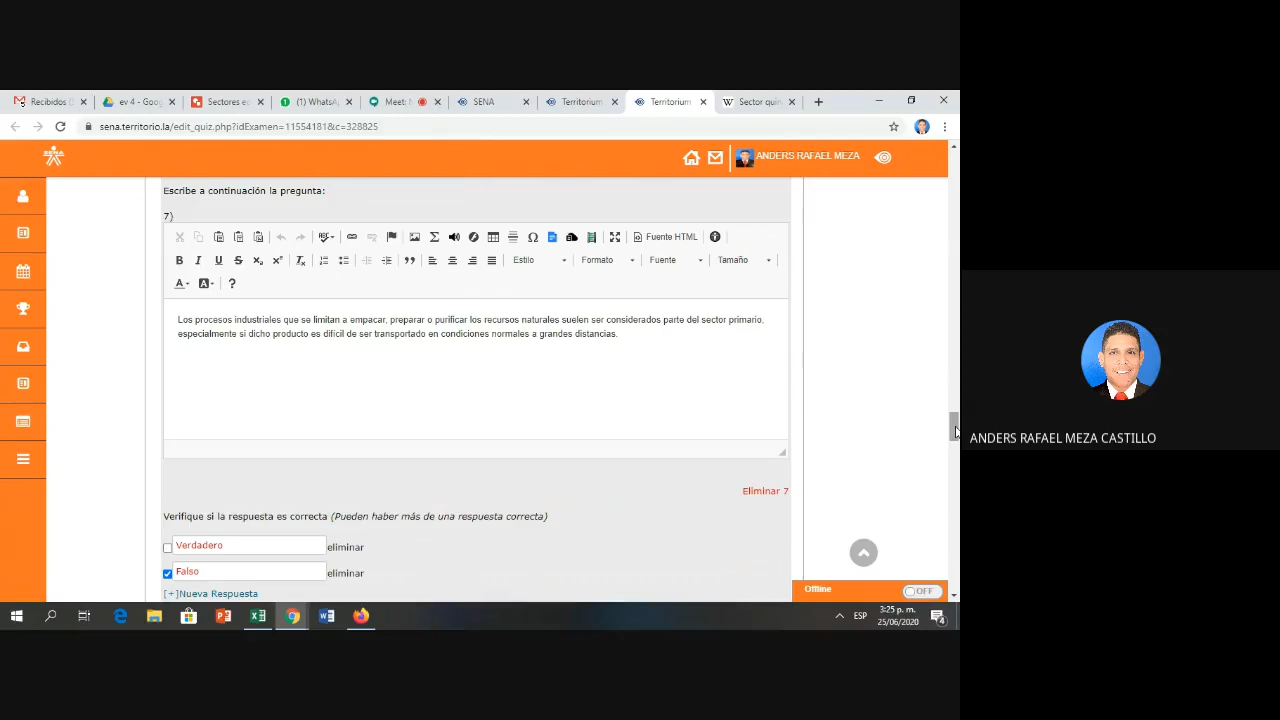 Recibidos
ev 4 - Goog
Sectores ec
(1) WhatsA
Meet:
SENA
Territorium
Territorium
Sector quin
sena.territorio.la/edit_quiz.php?idExamen=11554181&c=328825
SENA
ANDERS RAFAEL MEZA
Escribe a continuación la pregunta:
7)
Fuente HTML
Estilo Formato Fuente Tamaño
Los procesos industriales que se limitan a empacar, preparar o purificar los recursos naturales suelen ser considerados parte del sector primario,
especialmente si dicho producto es difícil de ser transportado en condiciones normales a grandes distancias.
Eliminar 7
Verifique si la respuesta es correcta (Pueden haber más de una respuesta correcta)
Verdadero eliminar
Falso eliminar
[+]Nueva Respuesta
Offline OFF
ESP
3:25 p. m.
25/06/2020
4
ANDERS RAFAEL MEZA CASTILLO